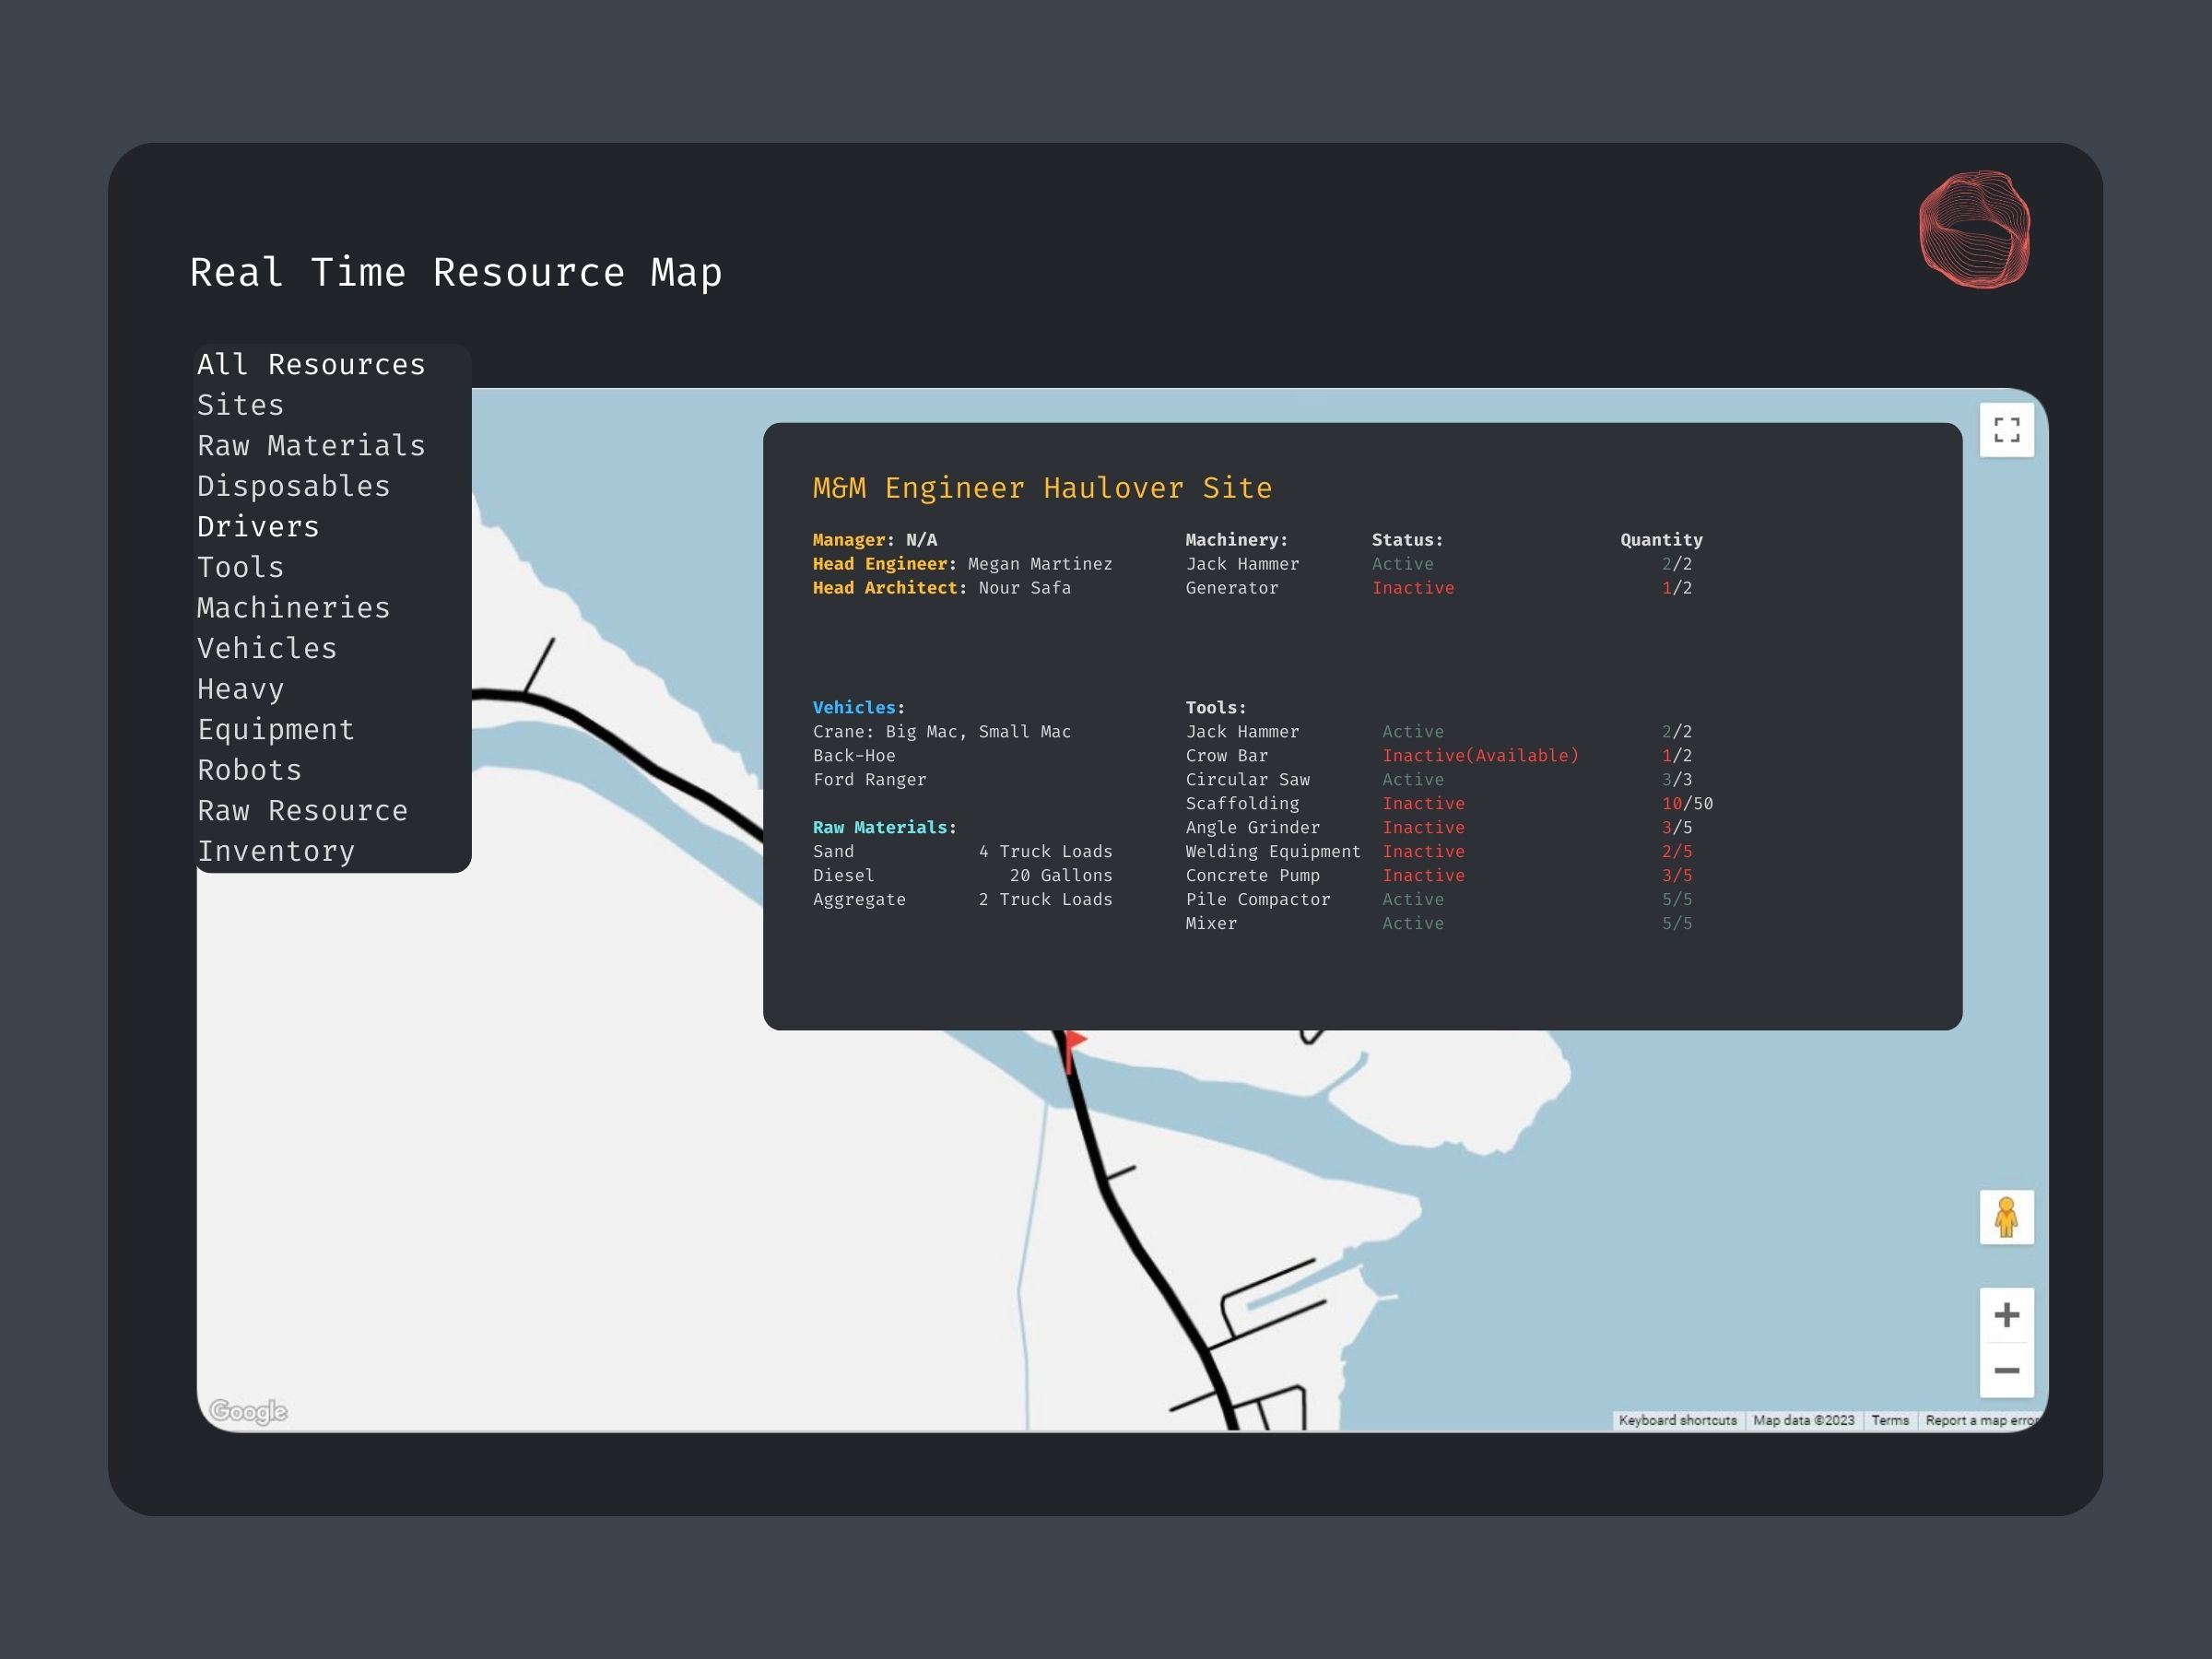 Real Time Resource Map
All Resources
Sites
Raw Materials
Disposables
Drivers
Tools
Machineries
Vehicles
Heavy
Equipment
Robots
Raw Resource
Inventory
M&M Engineer Haulover Site
Manager: N/A
Head Engineer: Megan Martinez
Head Architect: Nour Safa
Machinery: Status: Quantity
Jack Hammer Active 2/2
Generator Inactive 1/2
Vehicles:
Crane: Big Mac, Small Mac
Back-Hoe
Ford Ranger
Raw Materials:
Sand 4 Truck Loads
Diesel 20 Gallons
Aggregate 2 Truck Loads
Tools:
Jack Hammer Active 2/2
Crow Bar Inactive(Available) 1/2
Circular Saw Active 3/3
Scaffolding Inactive 10/50
Angle Grinder Inactive 3/5
Welding Equipment Inactive 2/5
Concrete Pump Inactive 3/5
Pile Compactor Active 5/5
Mixer Active 5/5
Google
Keyboard shortcuts Map data ©2023 Terms Report a map error